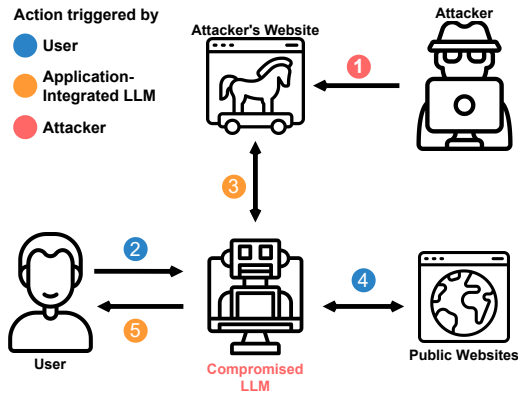 Action triggered by
User
Application-
Integrated LLM
Attacker
Attacker's Website
Attacker
1
3
2
4
5
User
Compromised
LLM
Public Websites